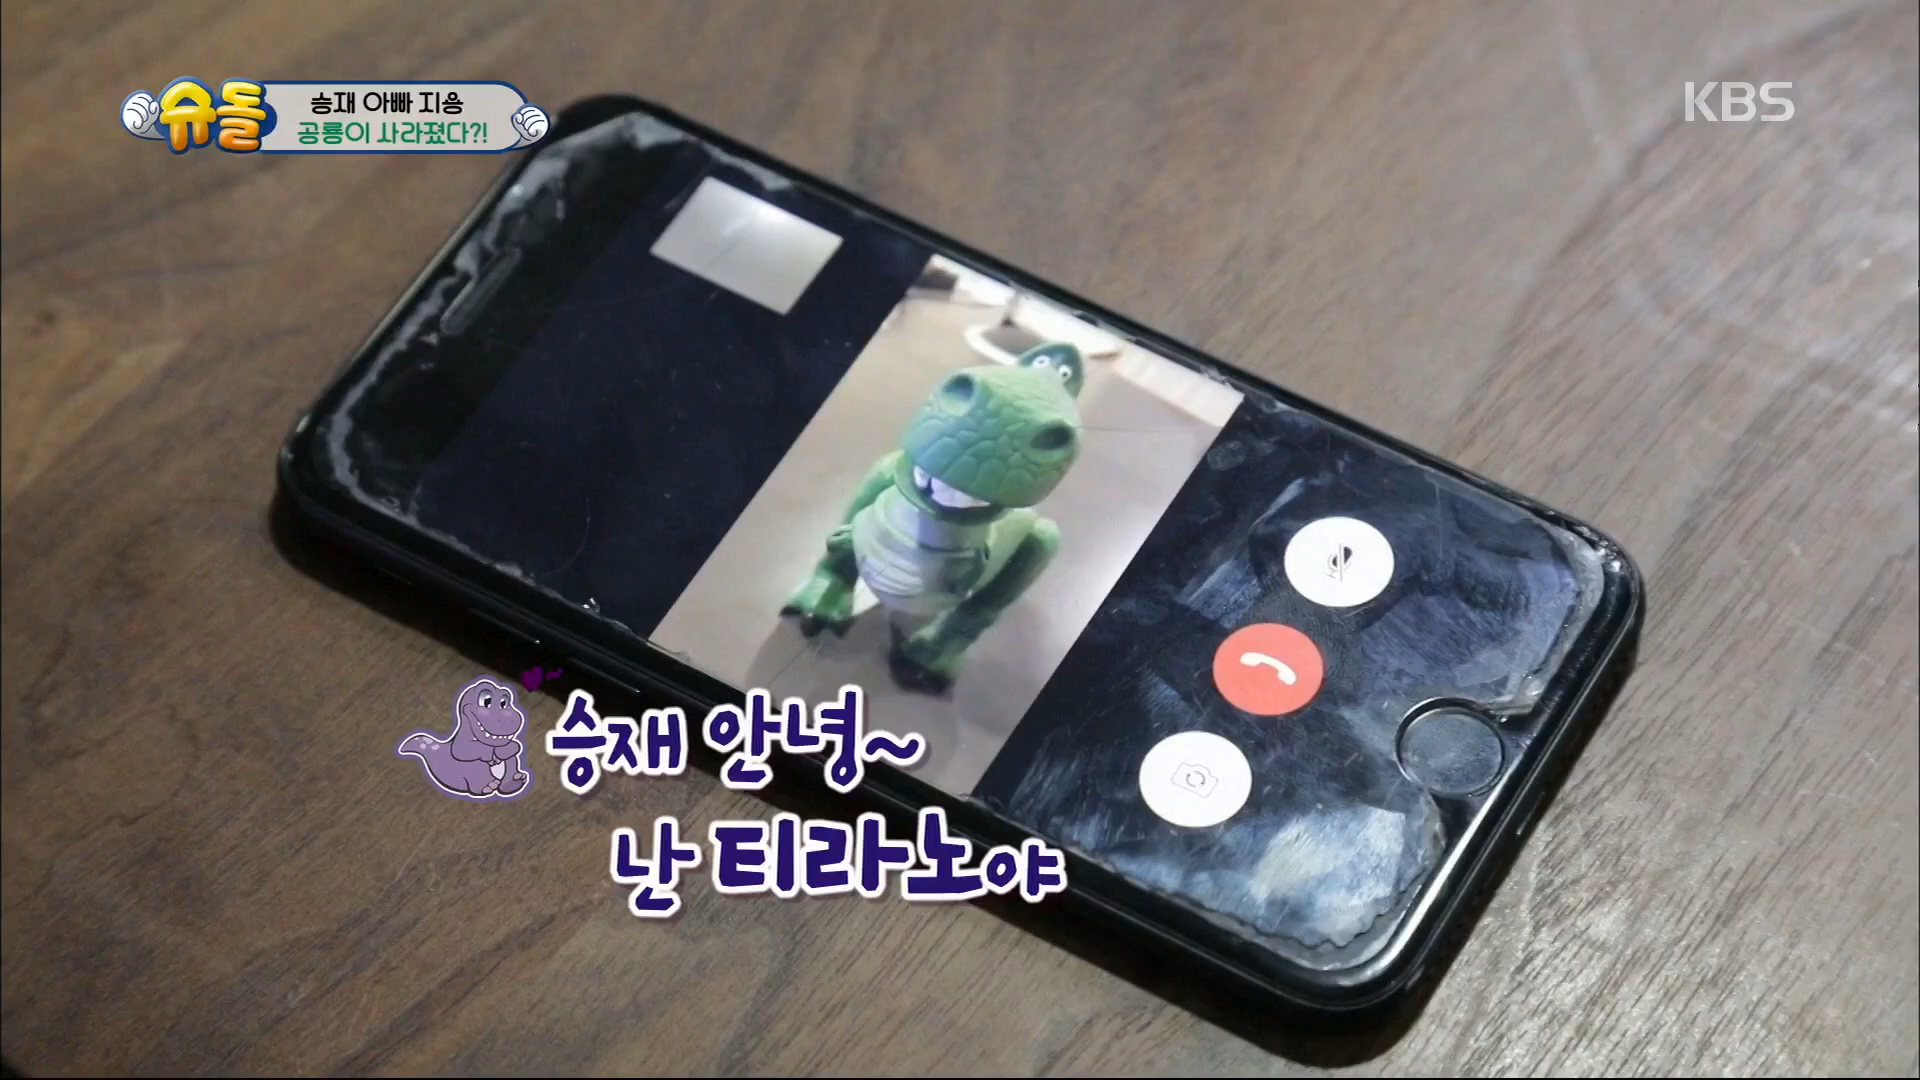 슈돌
승재 아빠 지용
공룡이 사라졌다?!
KBS
승재 안녕~
난 티라노야